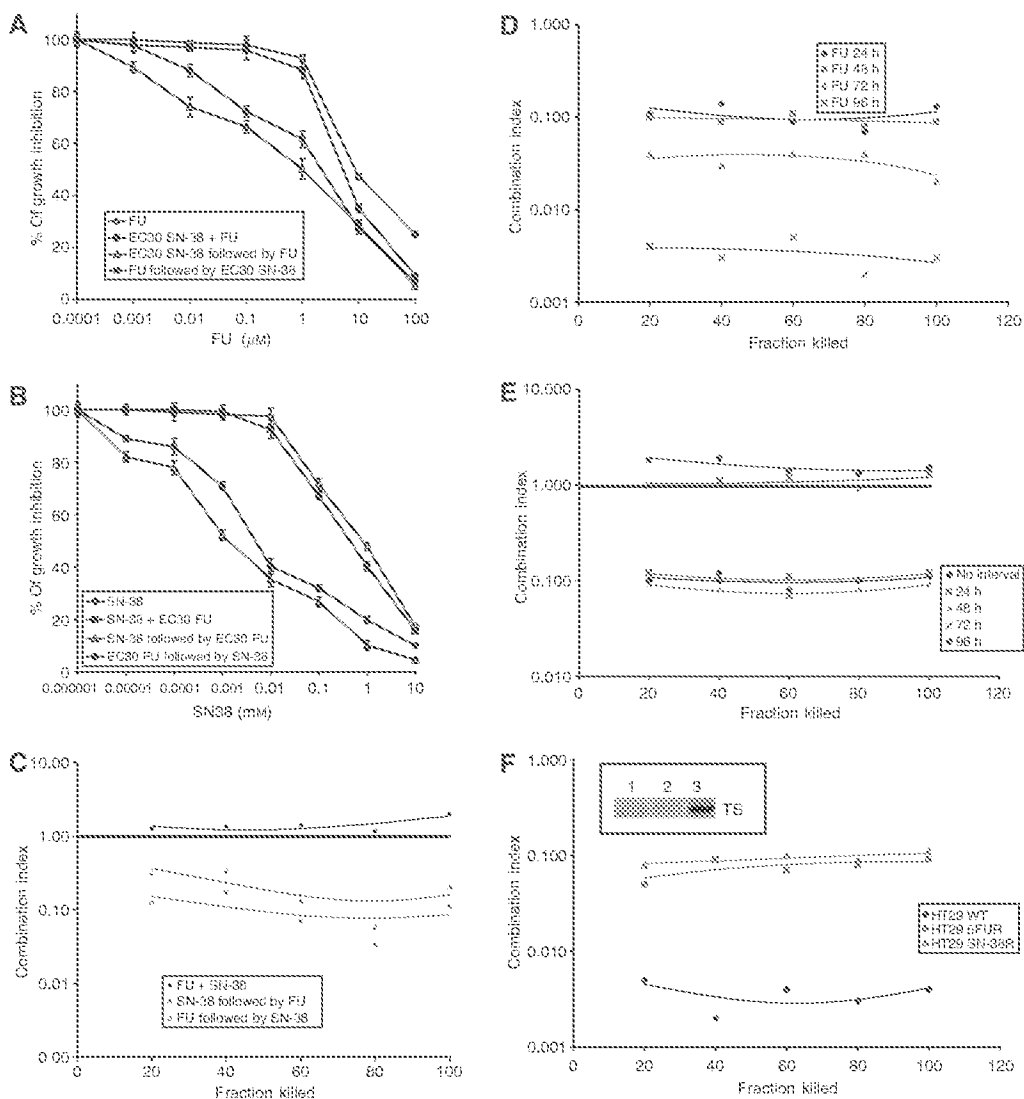 A
100
80
60
40
20
0
% Of growth inhibition
FU
EC30 SN-38 + FU
EC30 SN-38 followed by FU
FU followed by EC30 SN-38
0.0001 0.001 0.01 0.1 1 10 100
FU (μM)
B
100
80
60
40
20
0
% Of growth inhibition
SN-38
SN-38 + EC30 FU
SN-38 followed by EC30 FU
EC30 FU followed by SN-38
0.000001 0.00001 0.0001 0.001 0.01 0.1 1 10
SN38 (mM)
C
10.00
1.00
0.10
0.01
0.00
Combination index
FU + SN-38
SN-38 followed by FU
FU followed by SN-38
0 20 40 60 80 100
Fraction killed
D
1.000
0.100
0.010
0.001
Combination index
FU 24 h
FU 48 h
FU 72 h
FU 96 h
0 20 40 60 80 100 120
Fraction killed
E
10.000
1.000
0.100
0.010
Combination index
No interval
24 h
48 h
72 h
96 h
0 20 40 60 80 100 120
Fraction killed
F
1.000
0.100
0.010
0.001
Combination index
1 2 3
TS
HT29 WT
HT29 5FUR
HT29 SN-38R
0 20 40 60 80 100 120
Fraction killed